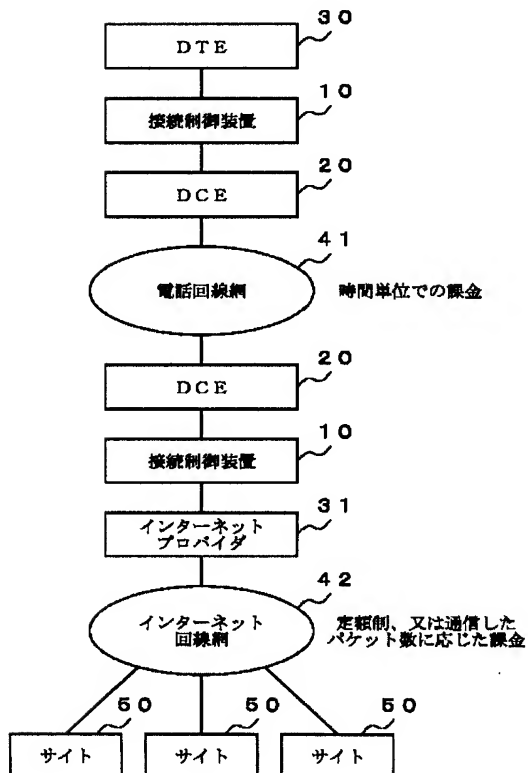 30
DTE
10
接続制御装置
20
DCE
41
電話回線網 時間単位での課金
20
DCE
10
接続制御装置
31
インターネット
プロバイダ
42
インターネット
回線網
定額制、又は通信した
パケット数に応じた課金
50 50 50
サイト サイト サイト